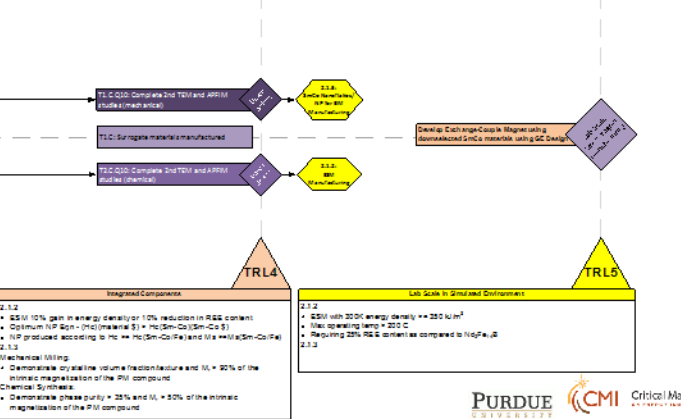 T1.C.Q10: Complete 2nd TEM and APFIM
studies (mechanical)
2.1.3:
SmCo Nanoflakes/
NP for BM
Manufacturing
T1.C: Surrogate materials manufactured
Develop Exchange-Couple Magnet using
downselected SmCo materials using GE Design
T2.C.Q10: Complete 2nd TEM and APFIM
studies (chemical)
Manufacturing
TRL4
TRL5
Integrated Components
Lab Scale in Simulated Environment
2.1.2
• ESM 10% gain in energy density or 10% reduction in REE content
• Optimum NP Eqn - (Hc)(material $) = Hc(Sm-Co)(Sm-Co $)
• NP produced according to Hc == Hc(Sm-Co/Fe) and Ms ==Ms(Sm-Co/Fe)
2.1.3
Mechanical Milling:
• Demonstrate crystalline volume fraction/texture and Mₛ > 90% of the
intrinsic magnetization of the PM compound
Chemical Synthesis:
• Demonstrate phase purity > 25% and Mₛ > 50% of the intrinsic
magnetization of the PM compound
2.1.2
• ESM with 300K energy density >= 350 kJ/m³
• Max operating temp > 200 C
• Requiring 25% REE content as compared to Nd₂Fe₁₄B
2.1.3
PURDUE
UNIVERSITY
CMI
Critical Ma